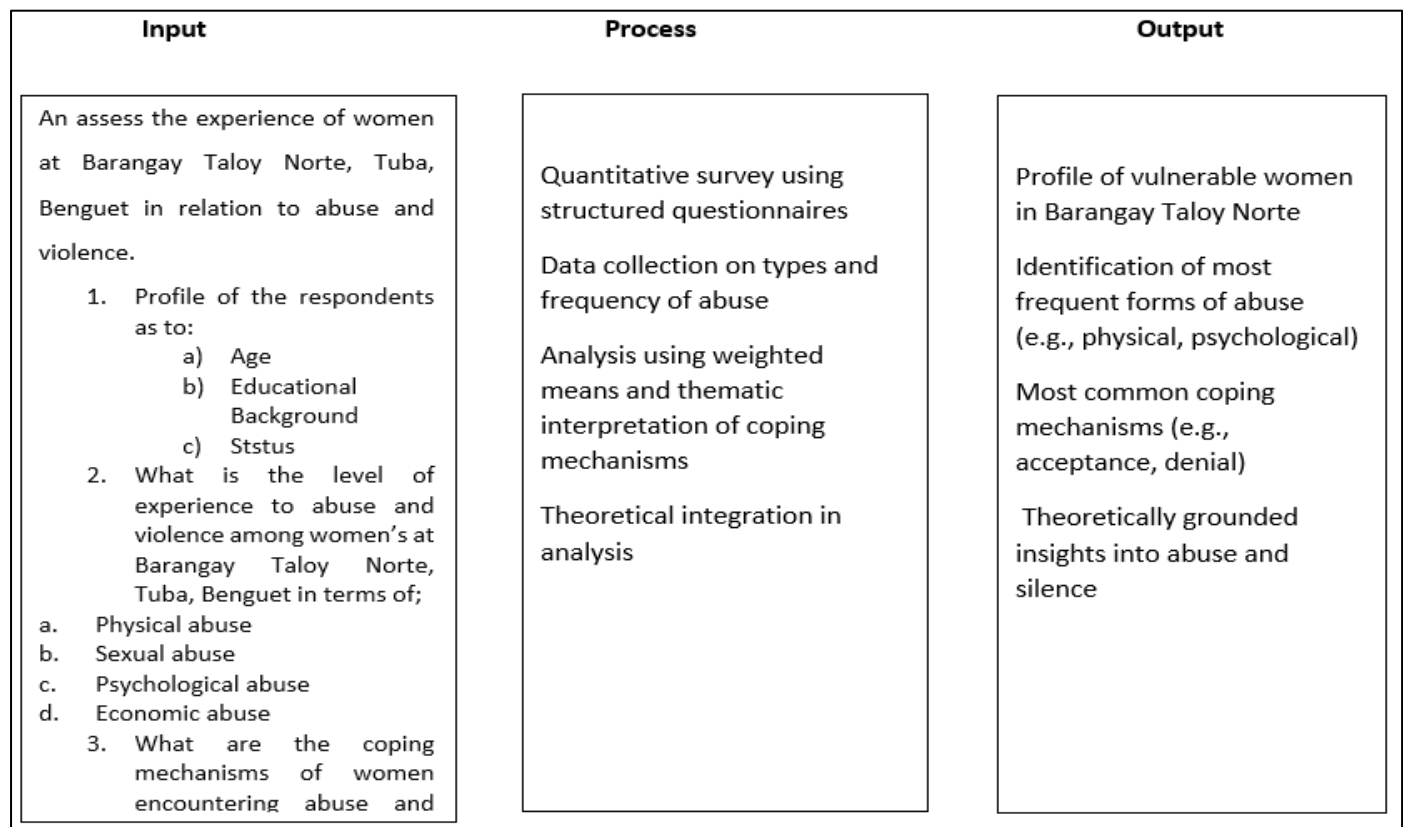 Input
Process
Output
An assess the experience of women
at Barangay Taloy Norte, Tuba,
Benguet in relation to abuse and
violence.
1. Profile of the respondents
as to:
a) Age
b) Educational
Background
c) Ststus
2. What is the level of
experience to abuse and
violence among women's at
Barangay Taloy Norte,
Tuba, Benguet in terms of;
a. Physical abuse
b. Sexual abuse
c. Psychological abuse
d. Economic abuse
3. What are the coping
mechanisms of women
encountering abuse and
Quantitative survey using
structured questionnaires
Data collection on types and
frequency of abuse
Analysis using weighted
means and thematic
interpretation of coping
mechanisms
Theoretical integration in
analysis
Profile of vulnerable women
in Barangay Taloy Norte
Identification of most
frequent forms of abuse
(e.g., physical, psychological)
Most common coping
mechanisms (e.g.,
acceptance, denial)
Theoretically grounded
insights into abuse and
silence